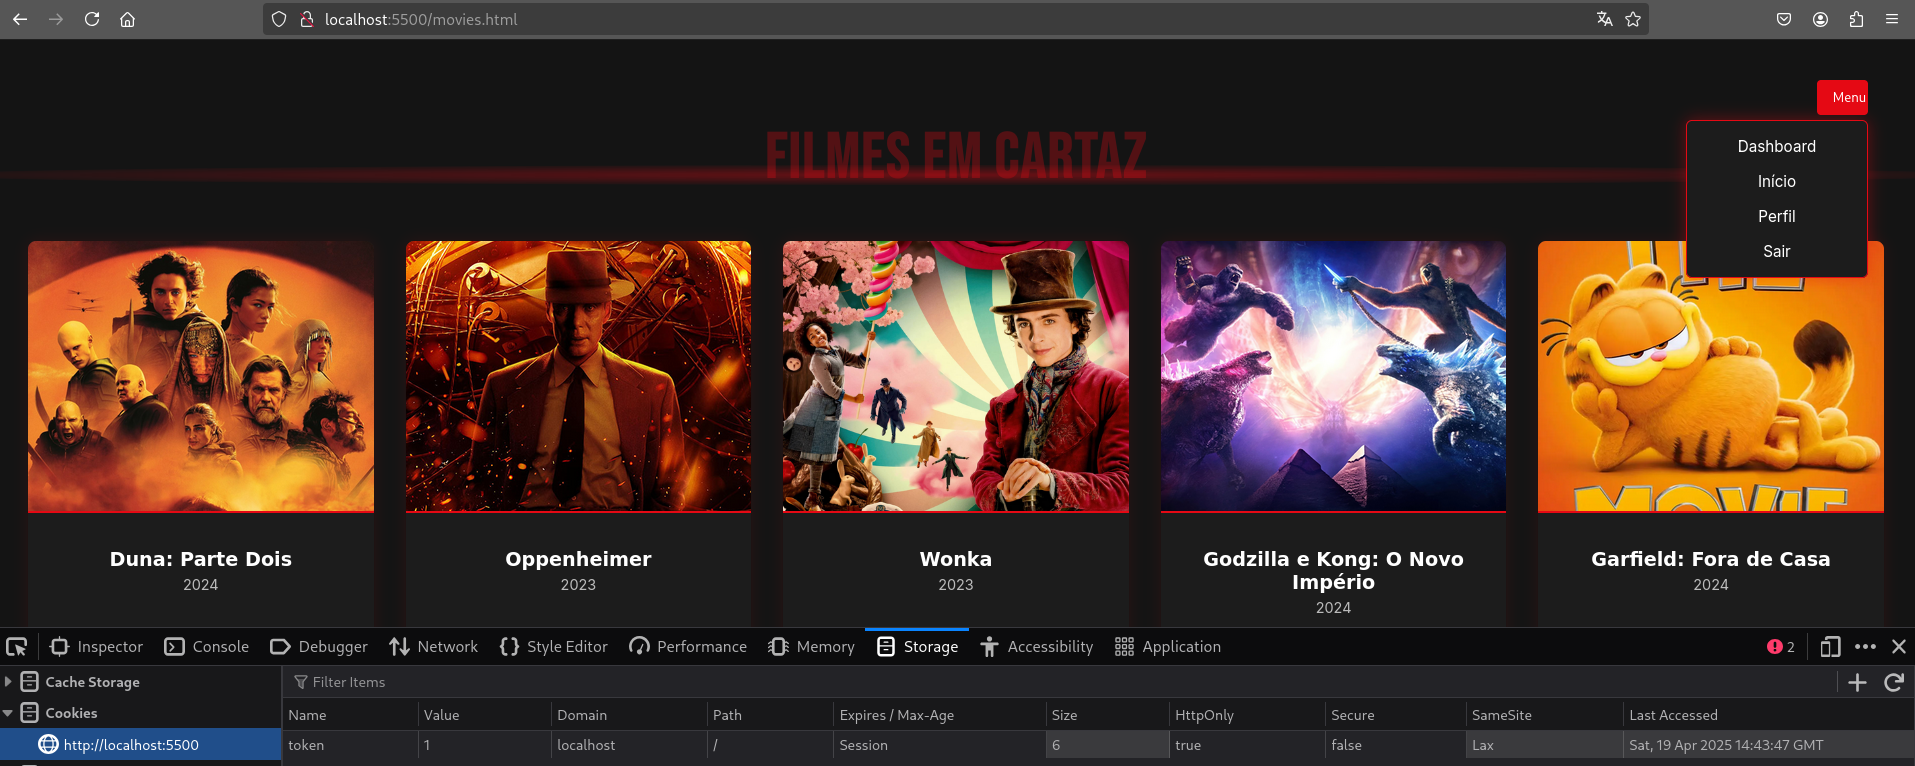 localhost:5500/movies.html
Menu
FILMES EM CARTAZ
Dashboard
Início
Perfil
Sair
MOVIE
Duna: Parte Dois
2024
Oppenheimer
2023
Wonka
2023
Godzilla e Kong: O Novo
Império
2024
Garfield: Fora de Casa
2024
Inspector Console Debugger Network Style Editor Performance Memory Storage Accessibility Application 2
Cache Storage
Filter Items
Cookies
Name Value Domain Path Expires / Max-Age Size HttpOnly Secure SameSite Last Accessed
http://localhost:5500
token 1 localhost / Session 6 true false Lax Sat, 19 Apr 2025 14:43:47 GMT